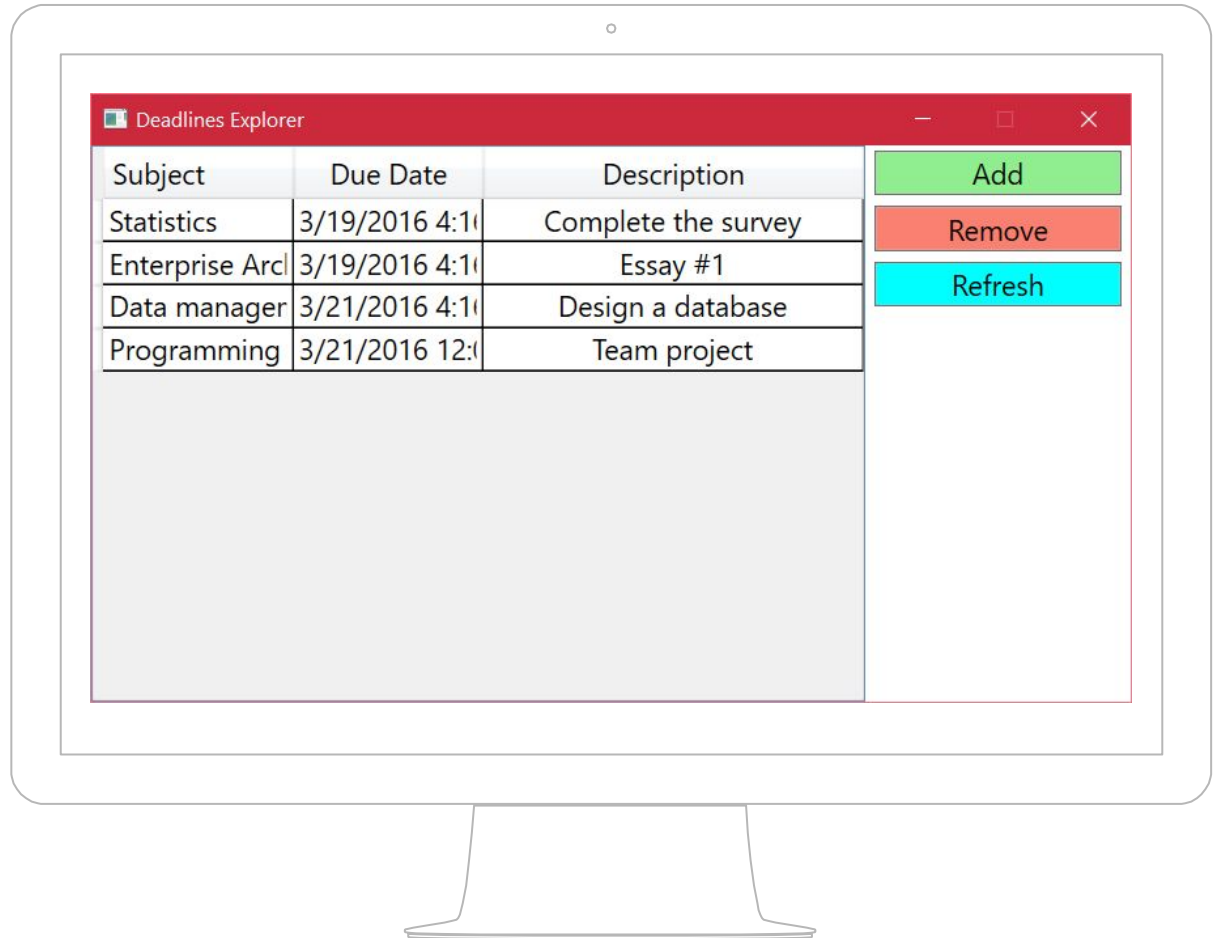 Deadlines Explorer
Subject Due Date Description
Statistics 3/19/2016 4:1 Complete the survey
Enterprise Arc 3/19/2016 4:1 Essay #1
Data manager 3/21/2016 4:1 Design a database
Programming 3/21/2016 12: Team project
Add
Remove
Refresh